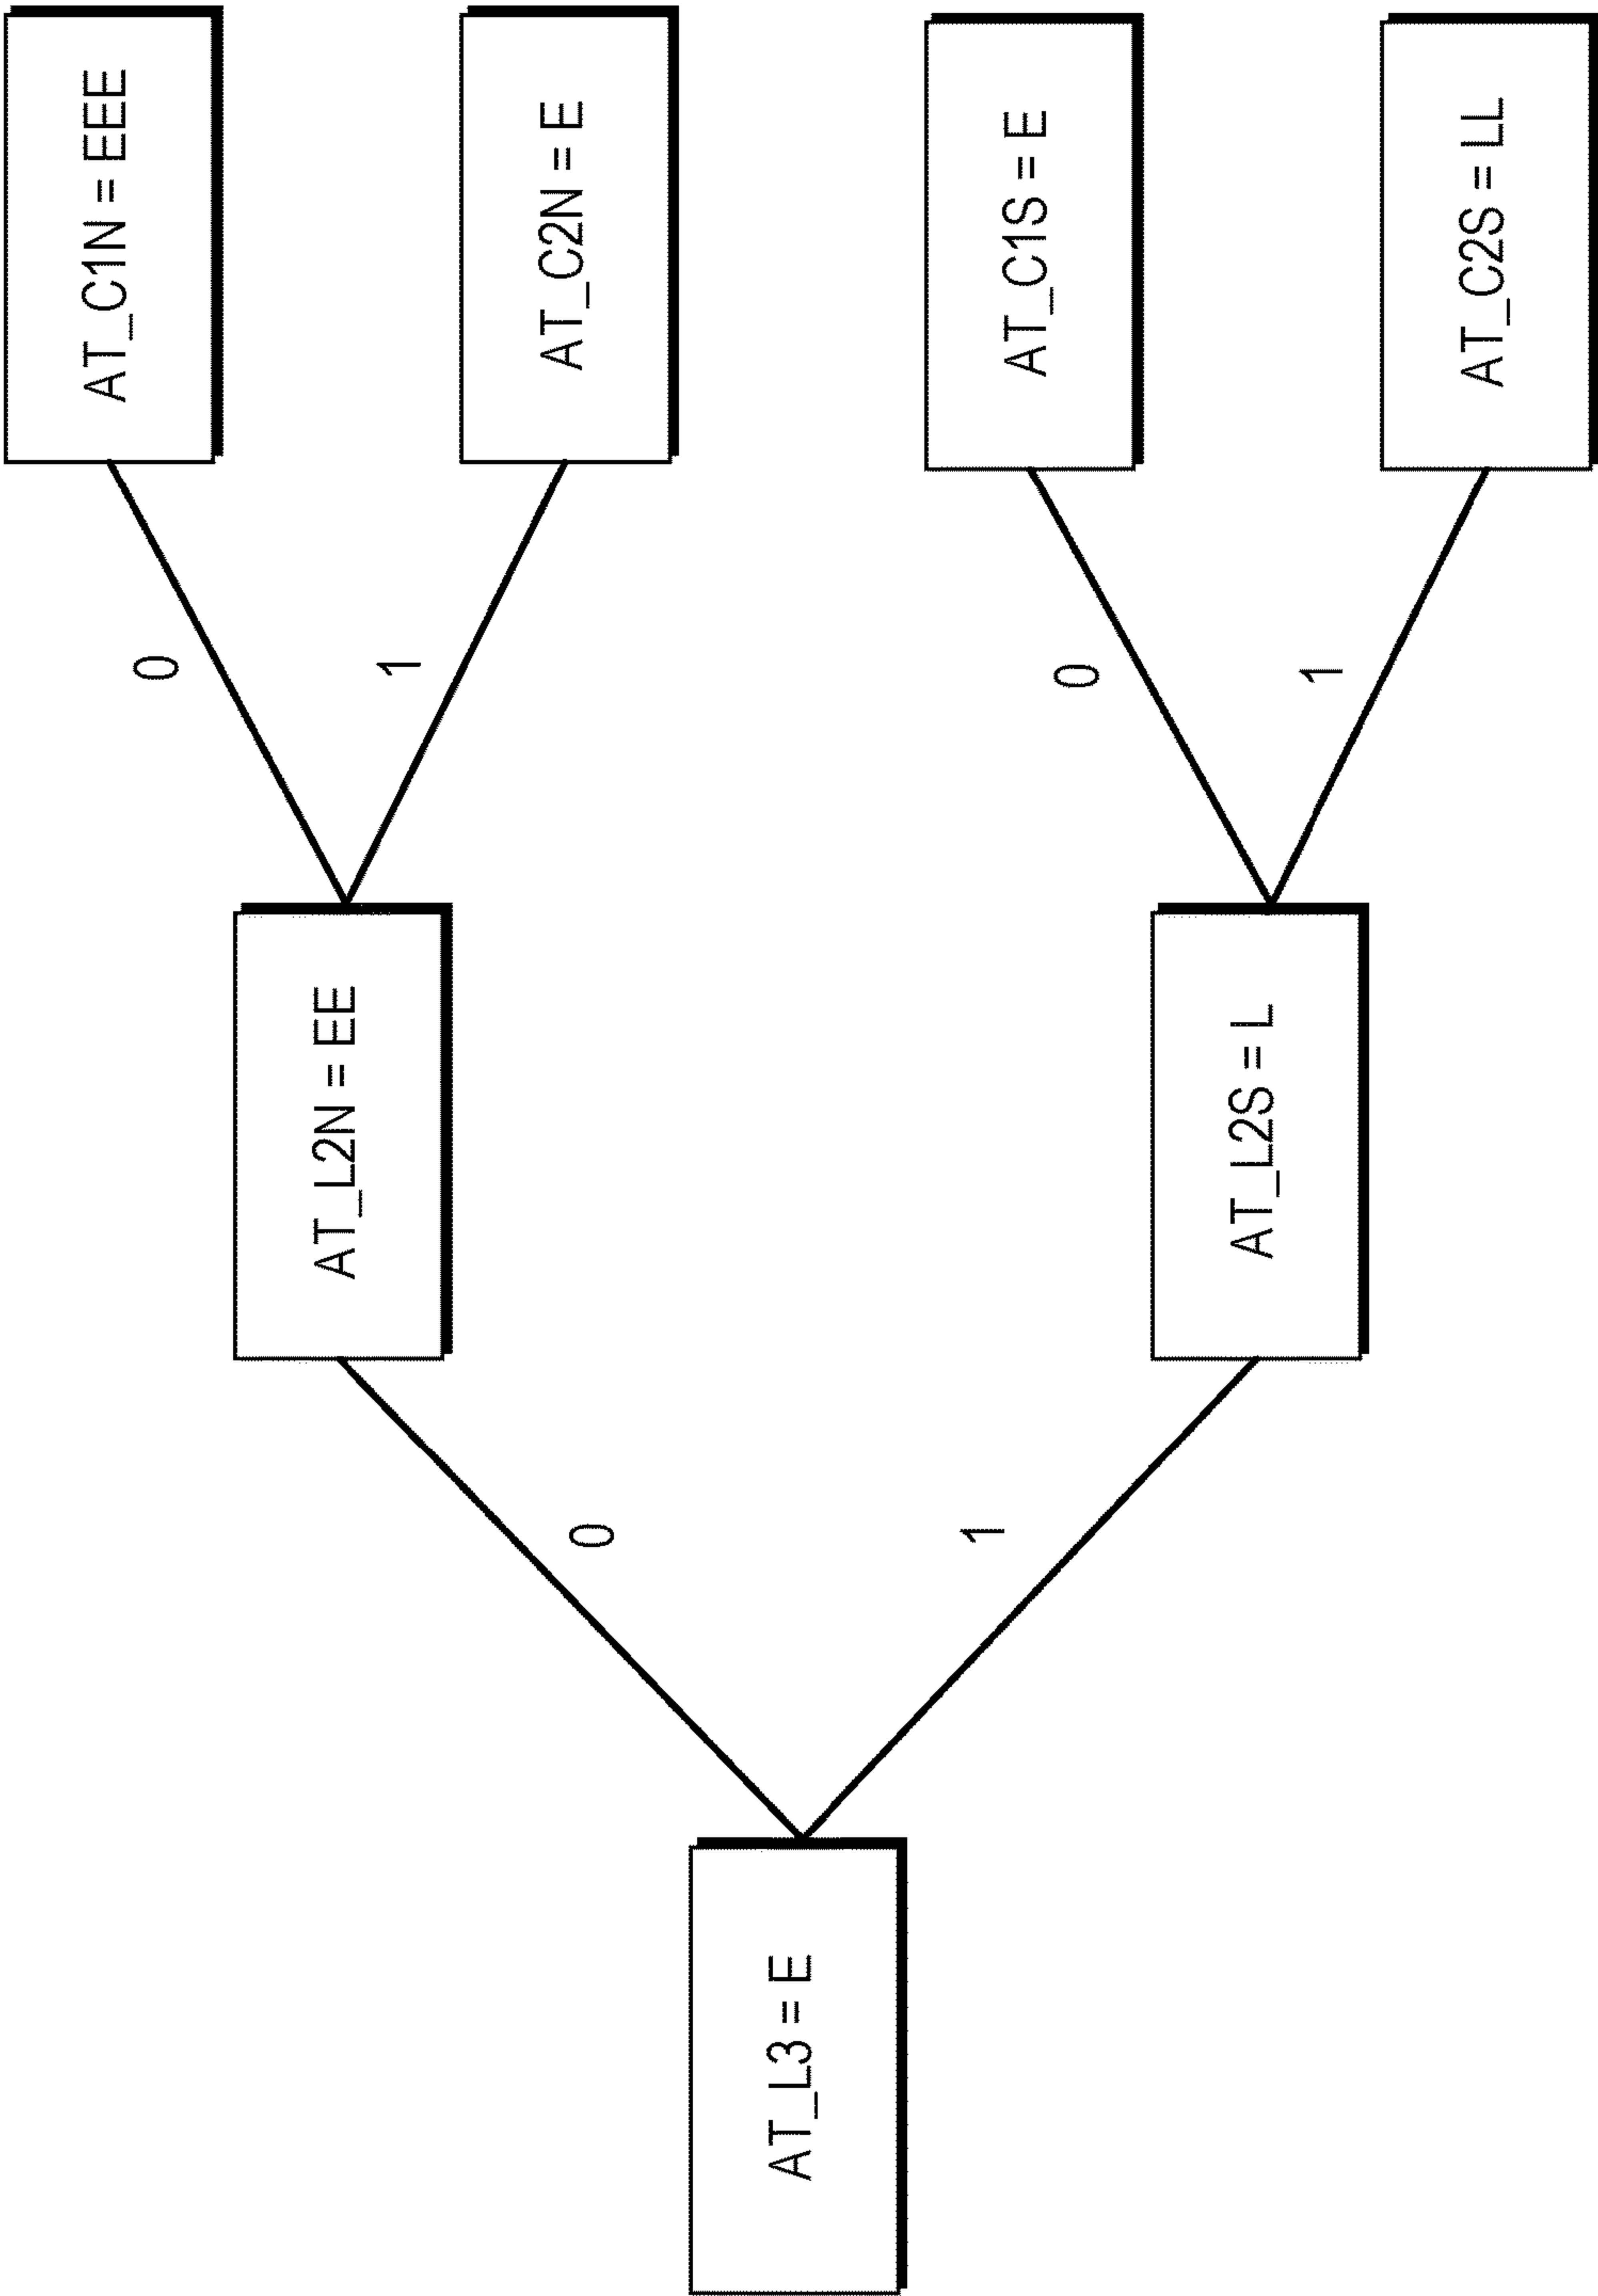 AT_C1N = EEE
0
AT_L2N = EE
1
AT_C2N = E
0
AT_L3 = E
1
AT_C1S = E
0
AT_L2S = L
1
AT_C2S = LL